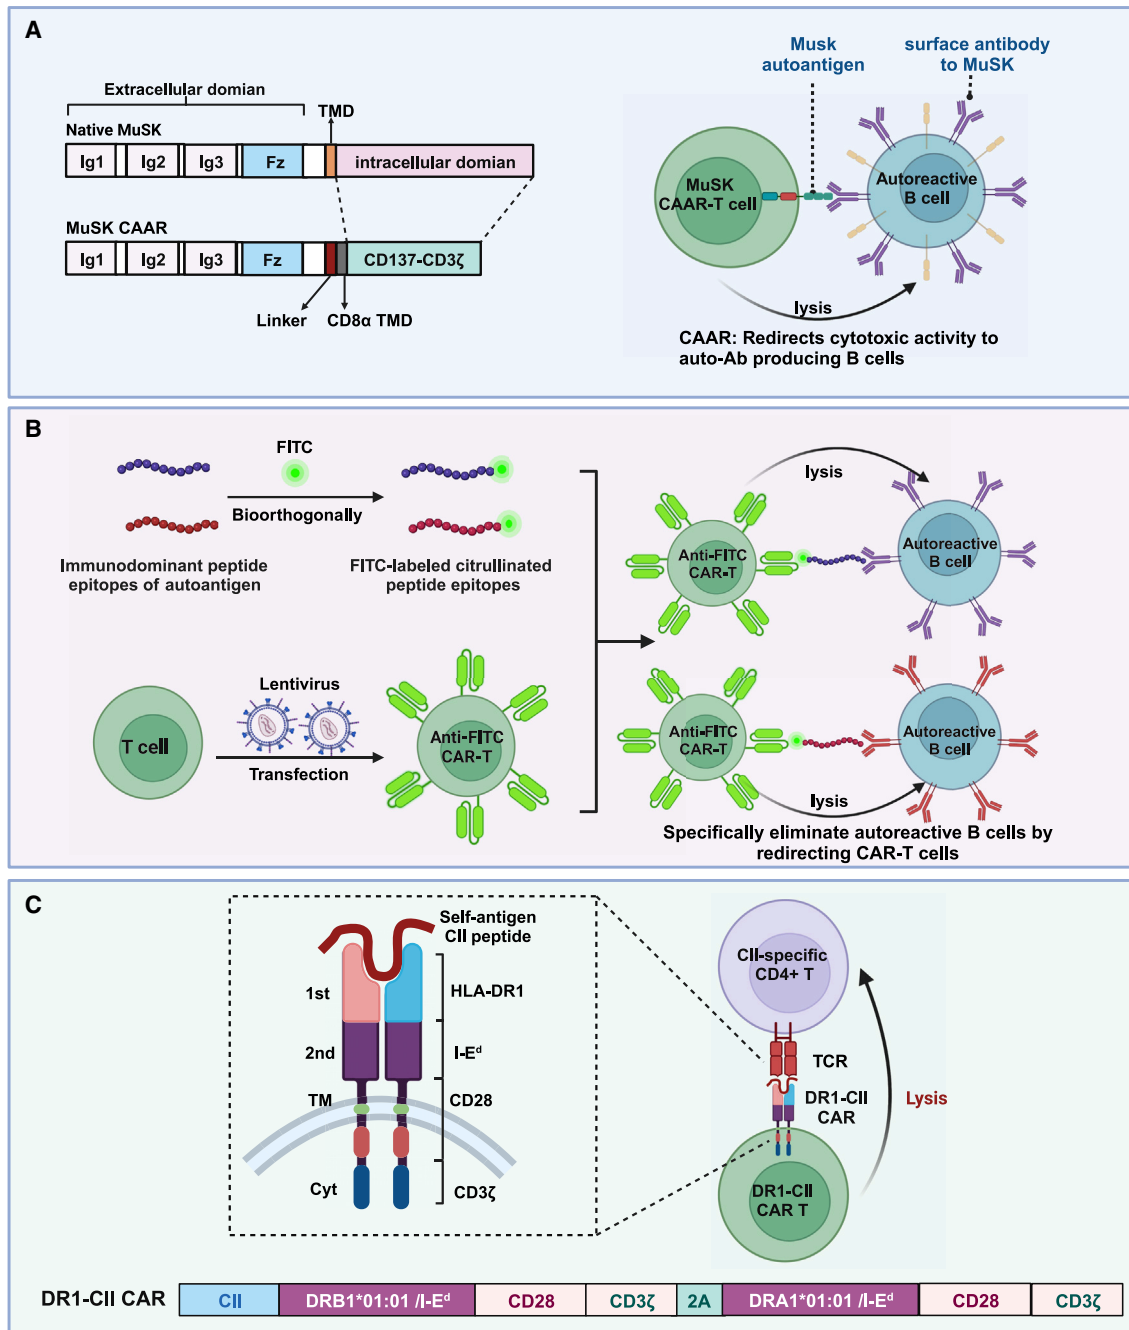 A
Extracellular domian
TMD
Native MuSK
Ig1 Ig2 Ig3 Fz intracellular domian
MuSK CAAR
Ig1 Ig2 Ig3 Fz CD137-CD3ζ
Linker CD8α TMD
Musk
autoantigen
surface antibody
to MuSK
MuSK
CAAR-T cell
Autoreactive
B cell
lysis
CAAR: Redirects cytotoxic activity to
auto-Ab producing B cells
B
FITC
Bioorthogonally
Immunodominant peptide
epitopes of autoantigen
FITC-labeled citrullinated
peptide epitopes
T cell
Lentivirus
Transfection
Anti-FITC
CAR-T
lysis
Anti-FITC
CAR-T
Autoreactive
B cell
Anti-FITC
CAR-T
Autoreactive
B cell
lysis
Specifically eliminate autoreactive B cells by
redirecting CAR-T cells
C
Self-antigen
CII peptide
1st HLA-DR1
2nd I-Eᵈ
TM CD28
Cyt CD3ζ
CII-specific
CD4+ T
TCR
DR1-CII
CAR
Lysis
DR1-CII
CAR T
DR1-CII CAR CII DRB1*01:01 /I-Eᵈ CD28 CD3ζ 2A DRA1*01:01 /I-Eᵈ CD28 CD3ζ